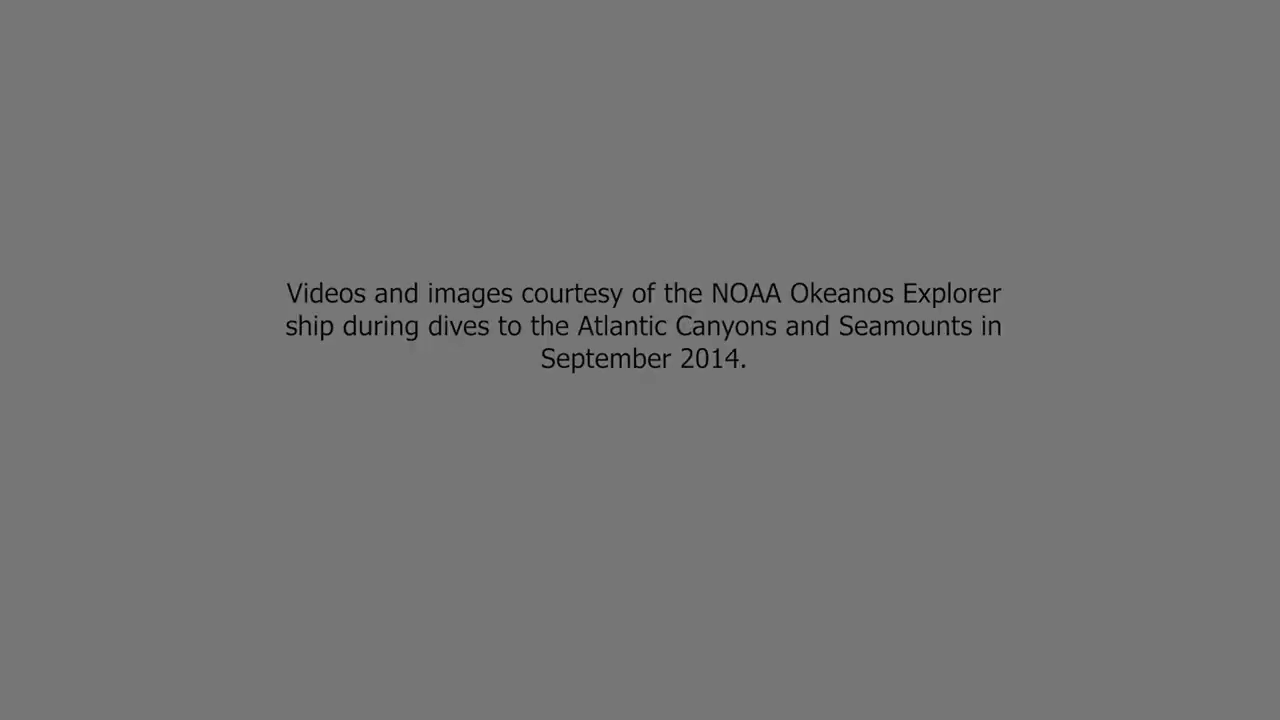 Videos and images courtesy of the NOAA Okeanos Explorer
ship during dives to the Atlantic Canyons and Seamounts in
September 2014.